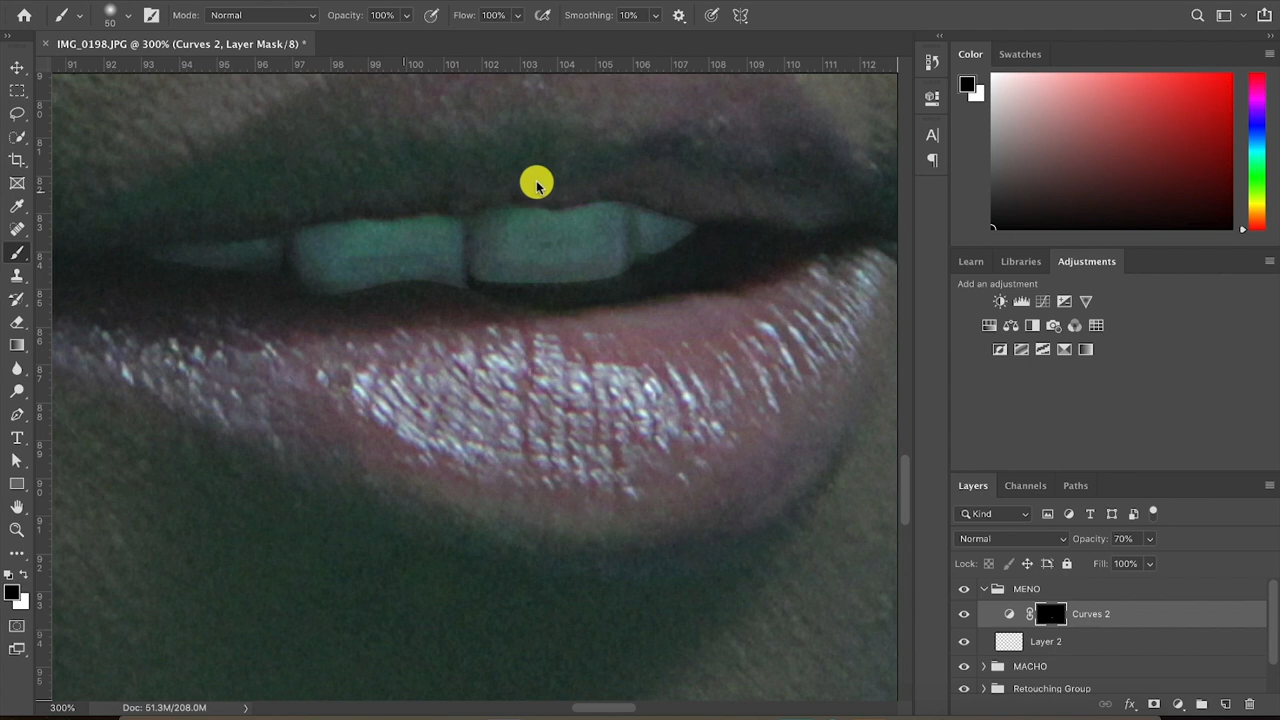 50 Mode: Normal Opacity: 100% Flow: 100% Smoothing: 10%
× IMG_0198.JPG @ 300% (Curves 2, Layer Mask/8) *
91 92 93 94 95 96 97 98 99 100 101 102 103 104 105 106 107 108 109 110 111 112
Color Swatches
Learn Libraries Adjustments
Add an adjustment
Layers Channels Paths
Kind
Normal Opacity: 70%
Lock: Fill: 100%
MENO
Curves 2
Layer 2
MACHO
Retouching Group
300% Doc: 51.3M/208.0M